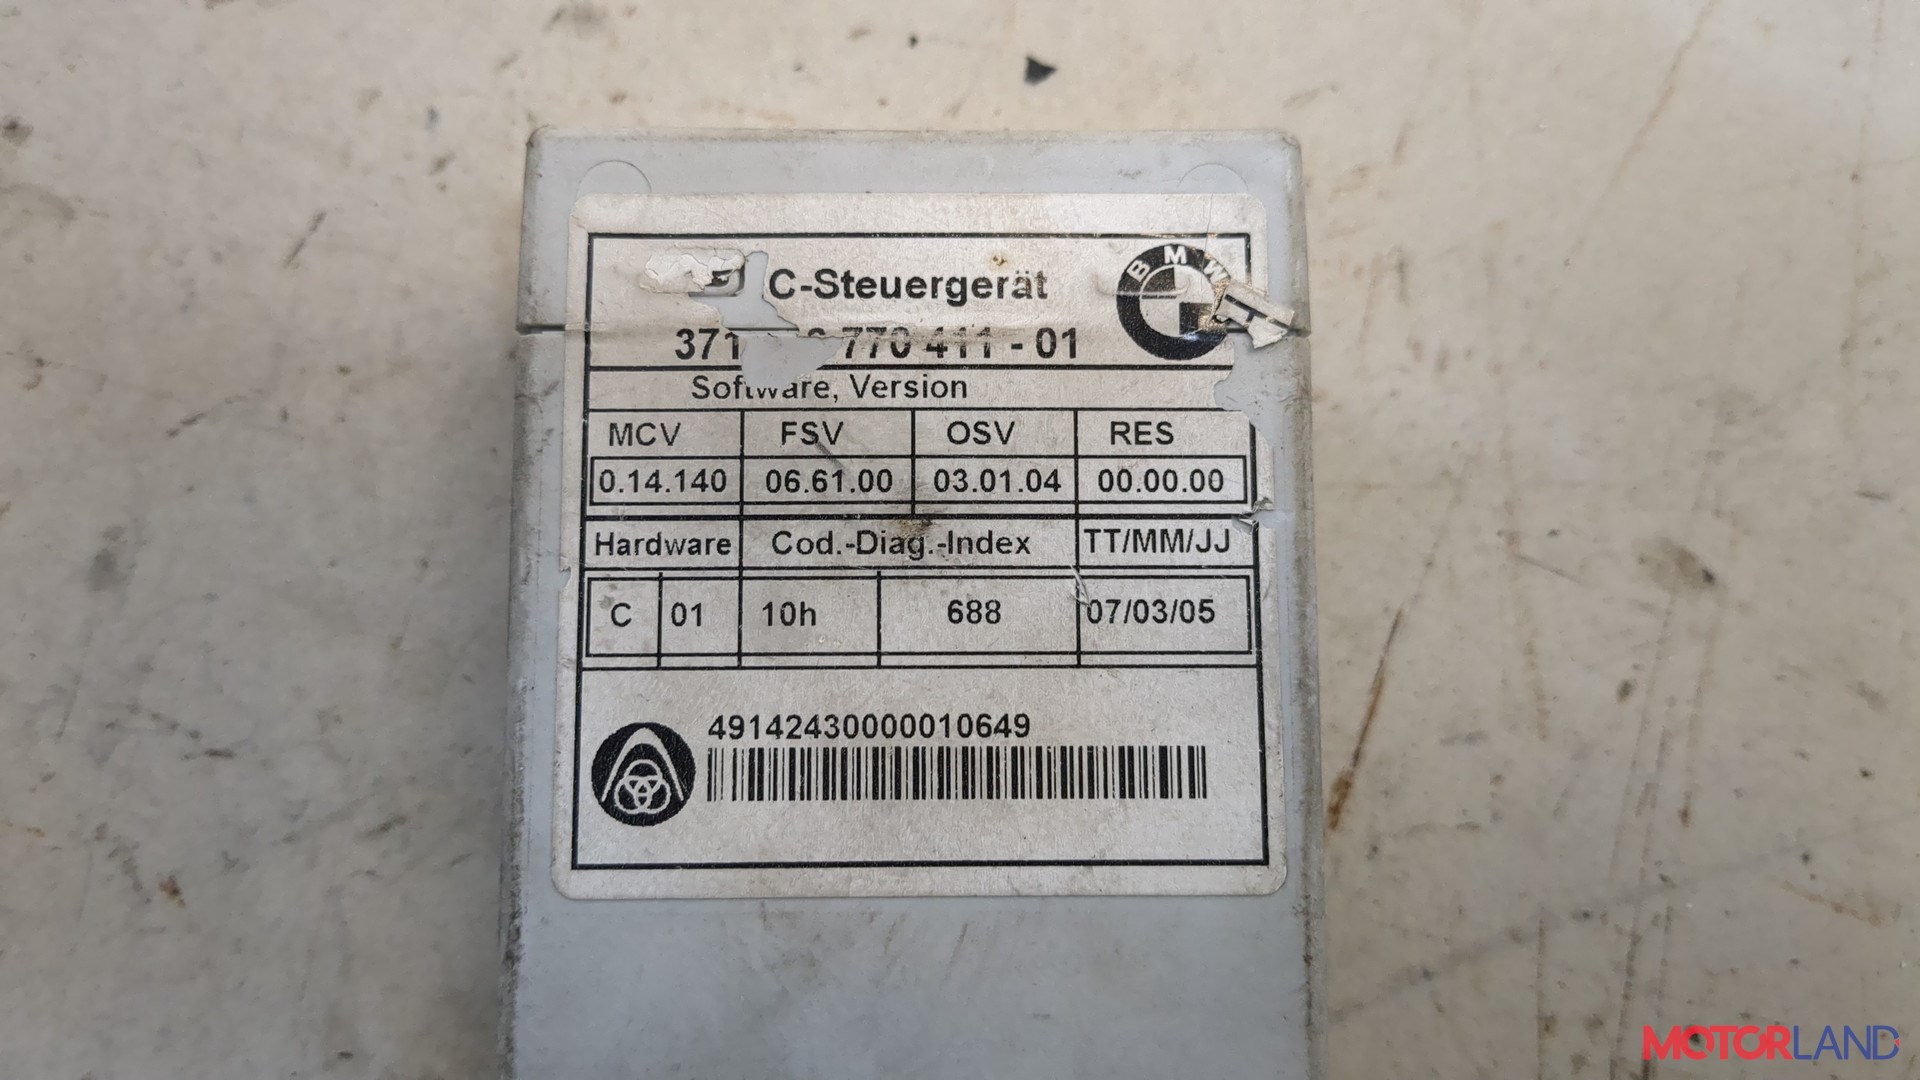 C-Steuergerät
BMW
371 770 411 - 01
Software, Version
MCV FSV OSV RES
0.14.140 06.61.00 03.01.04 00.00.00
Hardware Cod.-Diag.-Index TT/MM/JJ
C 01 10h 688 07/03/05
49142430000010649
MOTORLAND